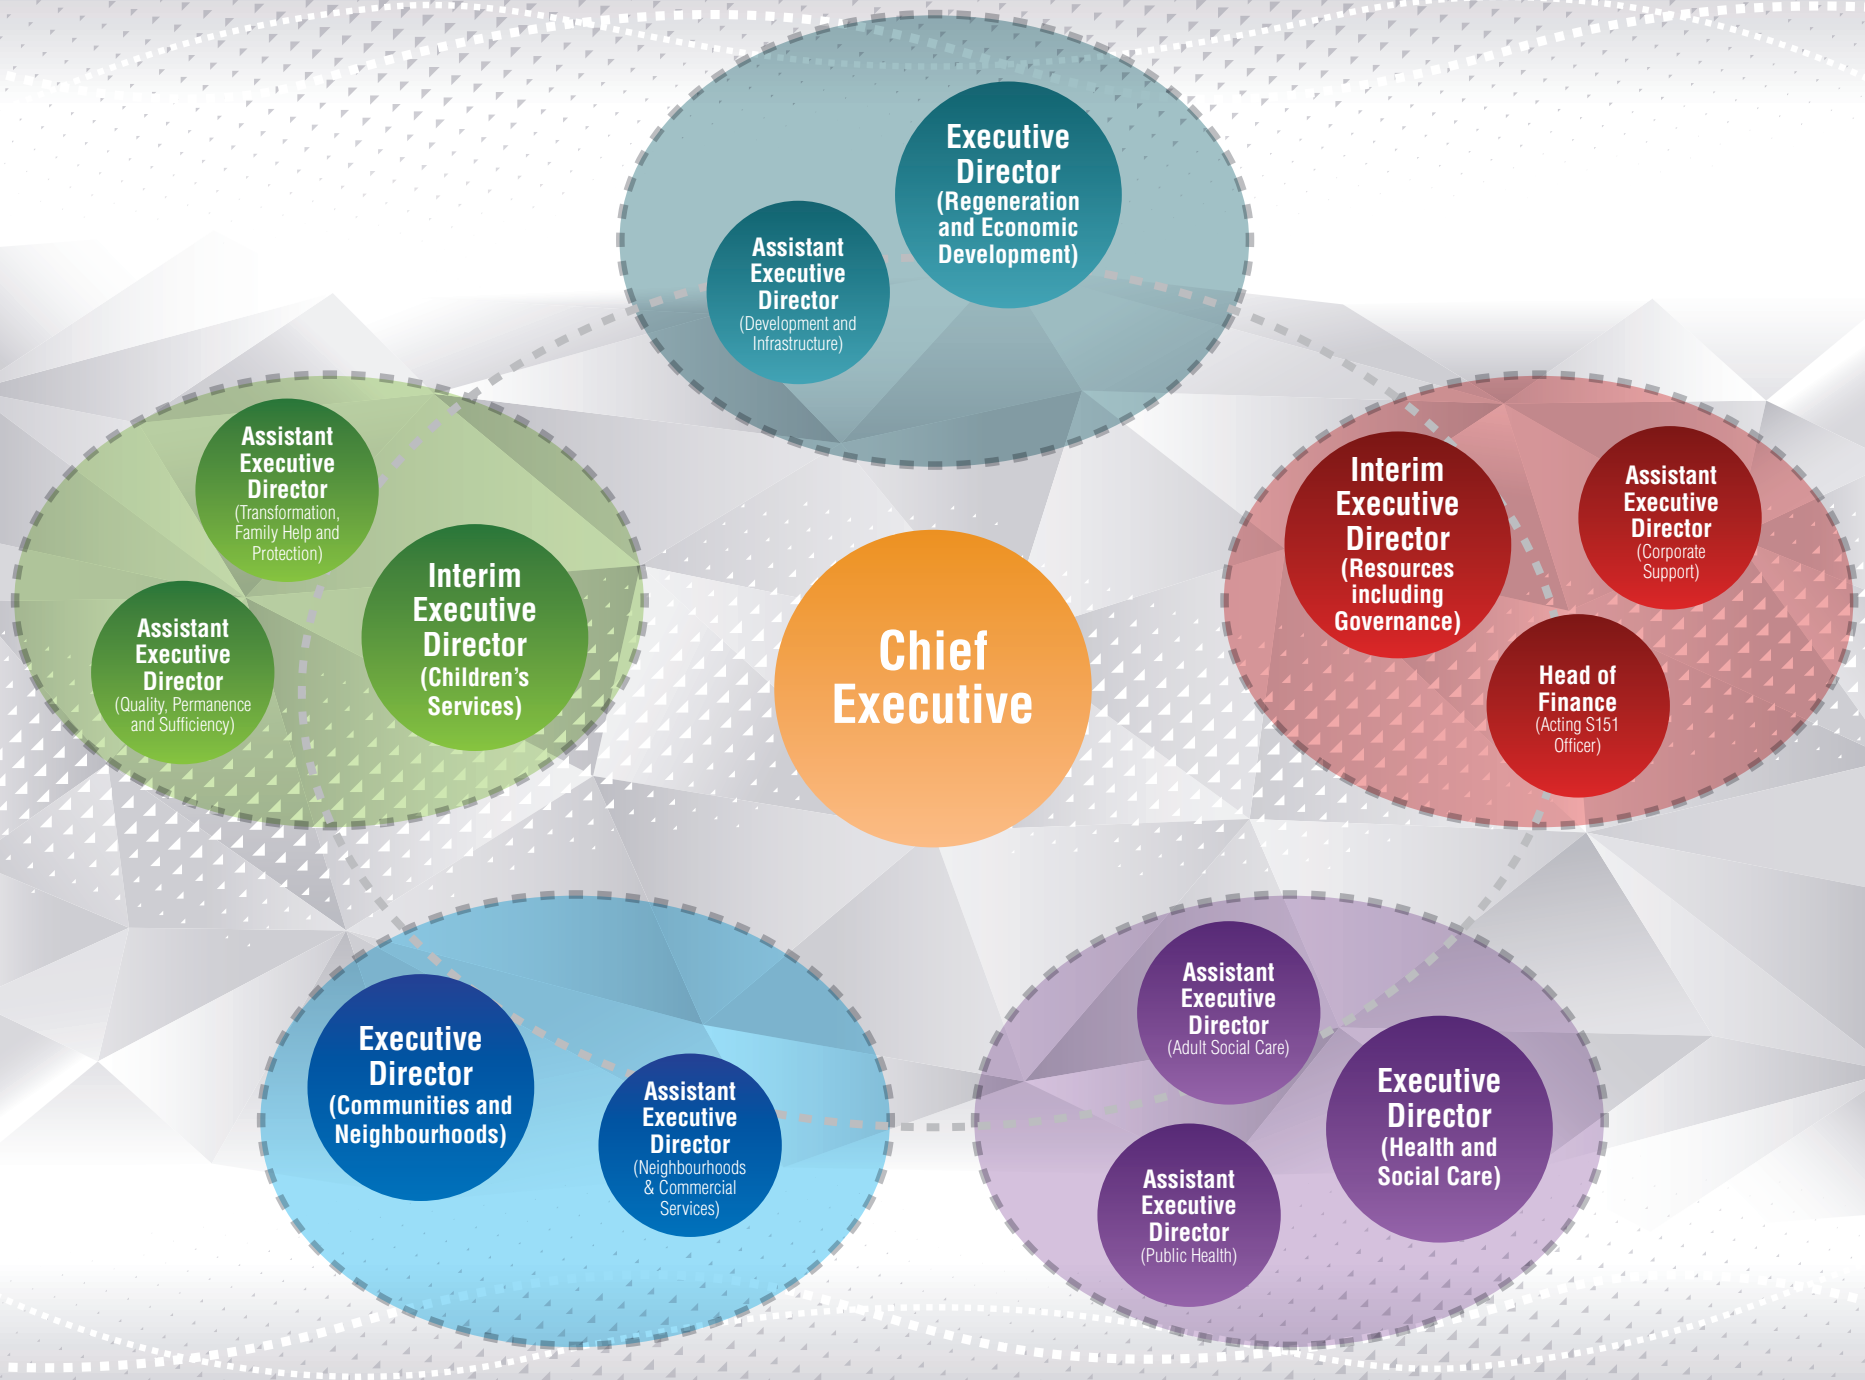 Executive
Director
(Regeneration
and Economic
Development)
Assistant
Executive
Director
(Development and
Infrastructure)
Assistant
Executive
Director
(Transformation,
Family Help and
Protection)
Interim
Executive
Director
(Children's
Services)
Assistant
Executive
Director
(Quality, Permanence
and Sufficiency)
Chief
Executive
Interim
Executive
Director
(Resources
including
Governance)
Assistant
Executive
Director
(Corporate
Support)
Head of
Finance
(Acting S151
Officer)
Executive
Director
(Communities and
Neighbourhoods)
Assistant
Executive
Director
(Neighbourhoods
& Commercial
Services)
Assistant
Executive
Director
(Adult Social Care)
Executive
Director
(Health and
Social Care)
Assistant
Executive
Director
(Public Health)